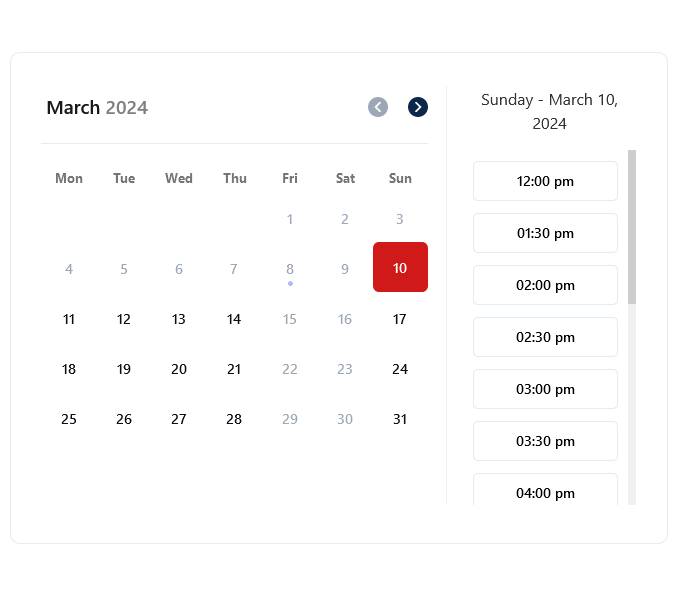 March 2024
Mon Tue Wed Thu Fri Sat Sun
1 2 3
4 5 6 7 8 9 10
11 12 13 14 15 16 17
18 19 20 21 22 23 24
25 26 27 28 29 30 31
Sunday - March 10,
2024
12:00 pm
01:30 pm
02:00 pm
02:30 pm
03:00 pm
03:30 pm
04:00 pm